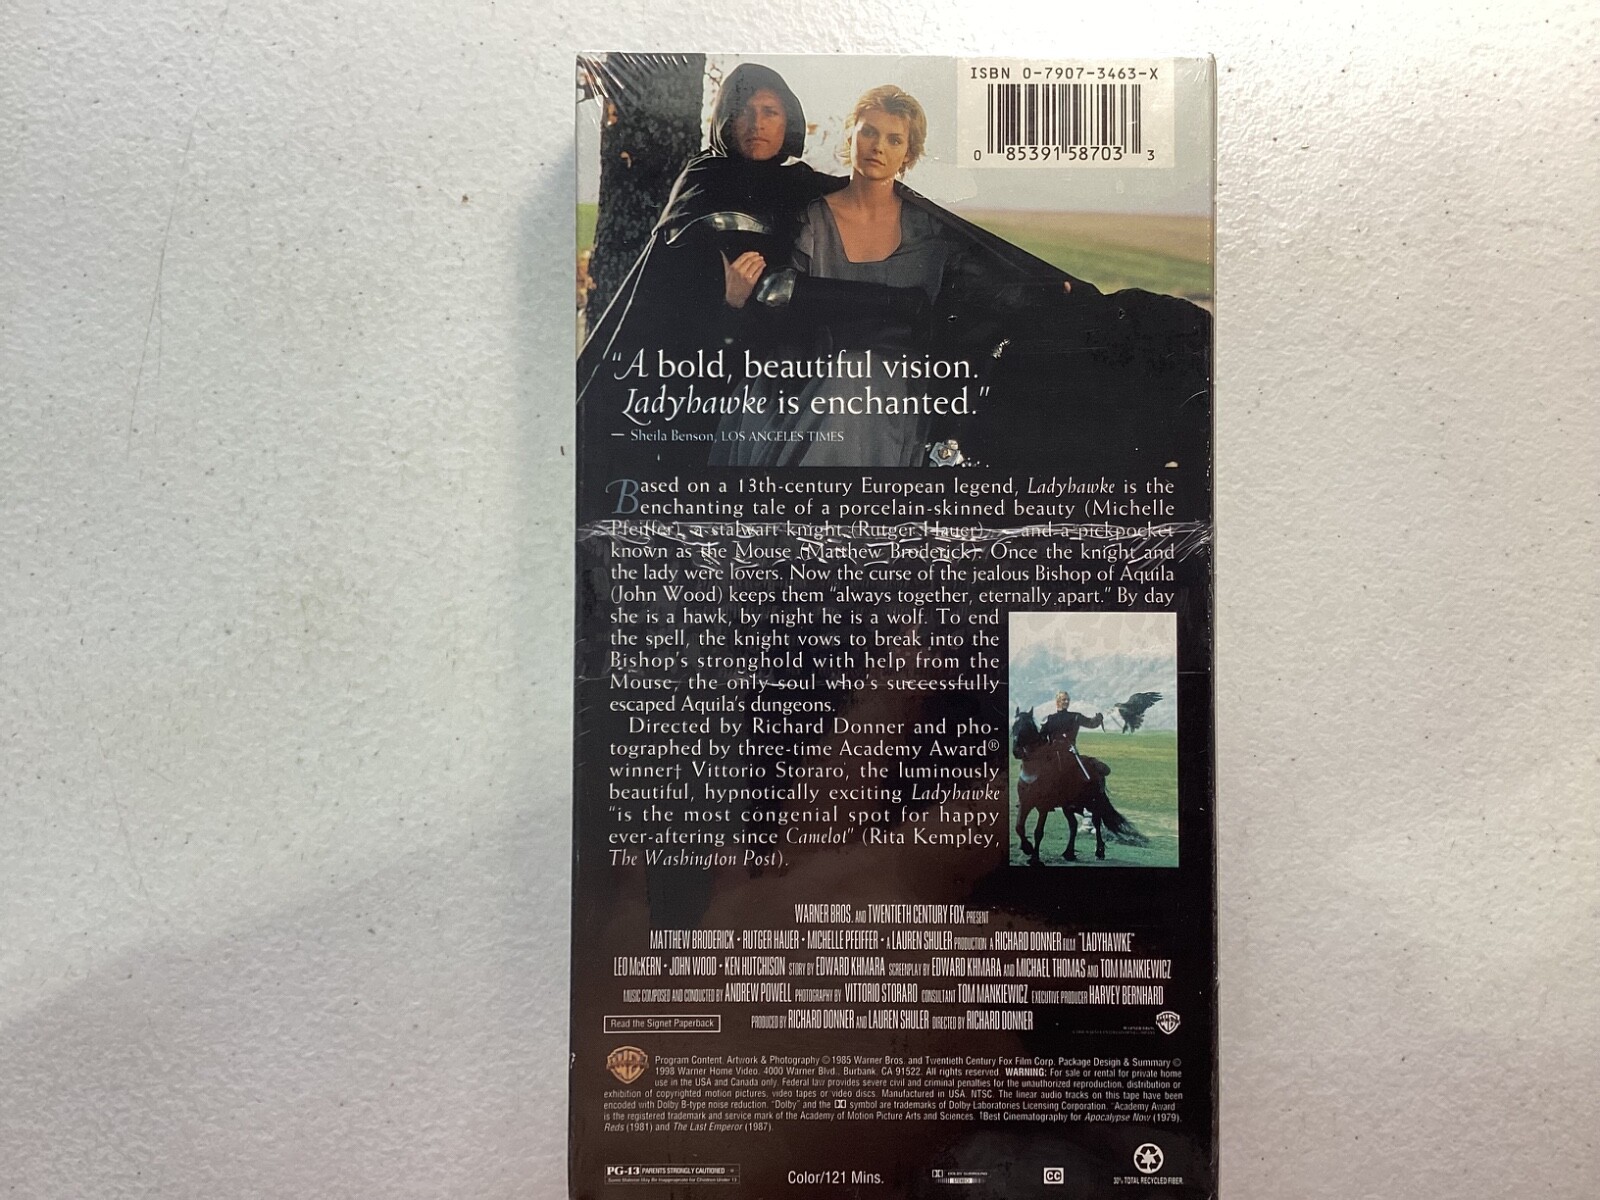 ISBN 0-7907-3463-X
0 85391 58703 3
“A bold, beautiful vision.
Ladyhawke is enchanted.”
— Sheila Benson, LOS ANGELES TIMES
Based on a 13th-century European legend, Ladyhawke is the
enchanting tale of a porcelain-skinned beauty (Michelle
Pfeiffer), a stalwart knight (Rutger Hauer) — and a pickpocket
known as the Mouse (Matthew Broderick). Once the knight and
the lady were lovers. Now the curse of the jealous Bishop of Aquila
(John Wood) keeps them “always together, eternally apart.” By day
she is a hawk, by night he is a wolf. To end
the spell, the knight vows to break into the
Bishop's stronghold with help from the
Mouse, the only soul who's successfully
escaped Aquila's dungeons.
Directed by Richard Donner and pho-
tographed by three-time Academy Award®
winner† Vittorio Storaro, the luminously
beautiful, hypnotically exciting Ladyhawke
“is the most congenial spot for happy
ever-aftering since Camelot” (Rita Kempley,
The Washington Post).
WARNER BROS. AND TWENTIETH CENTURY FOX PRESENT
MATTHEW BRODERICK • RUTGER HAUER • MICHELLE PFEIFFER • A LAUREN SHULER PRODUCTION A RICHARD DONNER FILM "LADYHAWKE"
LEO McKERN • JOHN WOOD • KEN HUTCHISON STORY BY EDWARD KHMARA SCREENPLAY BY EDWARD KHMARA AND MICHAEL THOMAS AND TOM MANKIEWICZ
MUSIC COMPOSED AND CONDUCTED BY ANDREW POWELL PHOTOGRAPHY BY VITTORIO STORARO CONSULTANT TOM MANKIEWICZ EXECUTIVE PRODUCER HARVEY BERNHARD
Read the Signet Paperback
PRODUCED BY RICHARD DONNER AND LAUREN SHULER DIRECTED BY RICHARD DONNER
Program Content, Artwork & Photography © 1985 Warner Bros. and Twentieth Century Fox Film Corp. Package Design & Summary ©
1998 Warner Home Video, 4000 Warner Blvd., Burbank, CA 91522. All rights reserved. WARNING: For sale or rental for private home
use in the USA and Canada only. Federal law provides severe civil and criminal penalties for the unauthorized reproduction, distribution or
exhibition of copyrighted motion pictures, video tapes or video discs. Manufactured in USA. NTSC. The linear audio tracks on this tape have been
encoded with Dolby B-type noise reduction. "Dolby" and the DD symbol are trademarks of Dolby Laboratories Licensing Corporation. "Academy Award"
is the registered trademark and service mark of the Academy of Motion Picture Arts and Sciences. †Best Cinematography for Apocalypse Now (1979),
Reds (1981) and The Last Emperor (1987).
PG-13 PARENTS STRONGLY CAUTIONED
Some Material May Be Inappropriate for Children Under 13
Color/121 Mins.
STEREO
CC
30% TOTAL RECYCLED FIBER